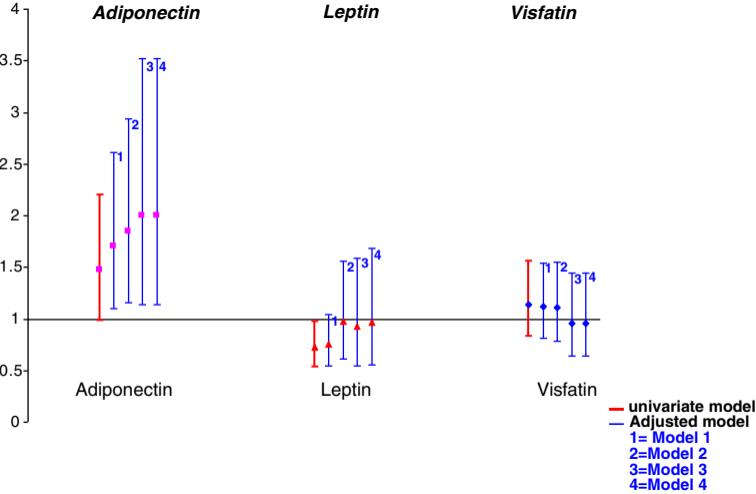 Adiponectin Leptin Visfatin
4
3.5
3
2.5
2
1.5
1
0.5
0
1 2 3 4
1 2 3 4
1 2 3 4
Adiponectin Leptin Visfatin
univariate model
Adjusted model
1= Model 1
2=Model 2
3=Model 3
4=Model 4